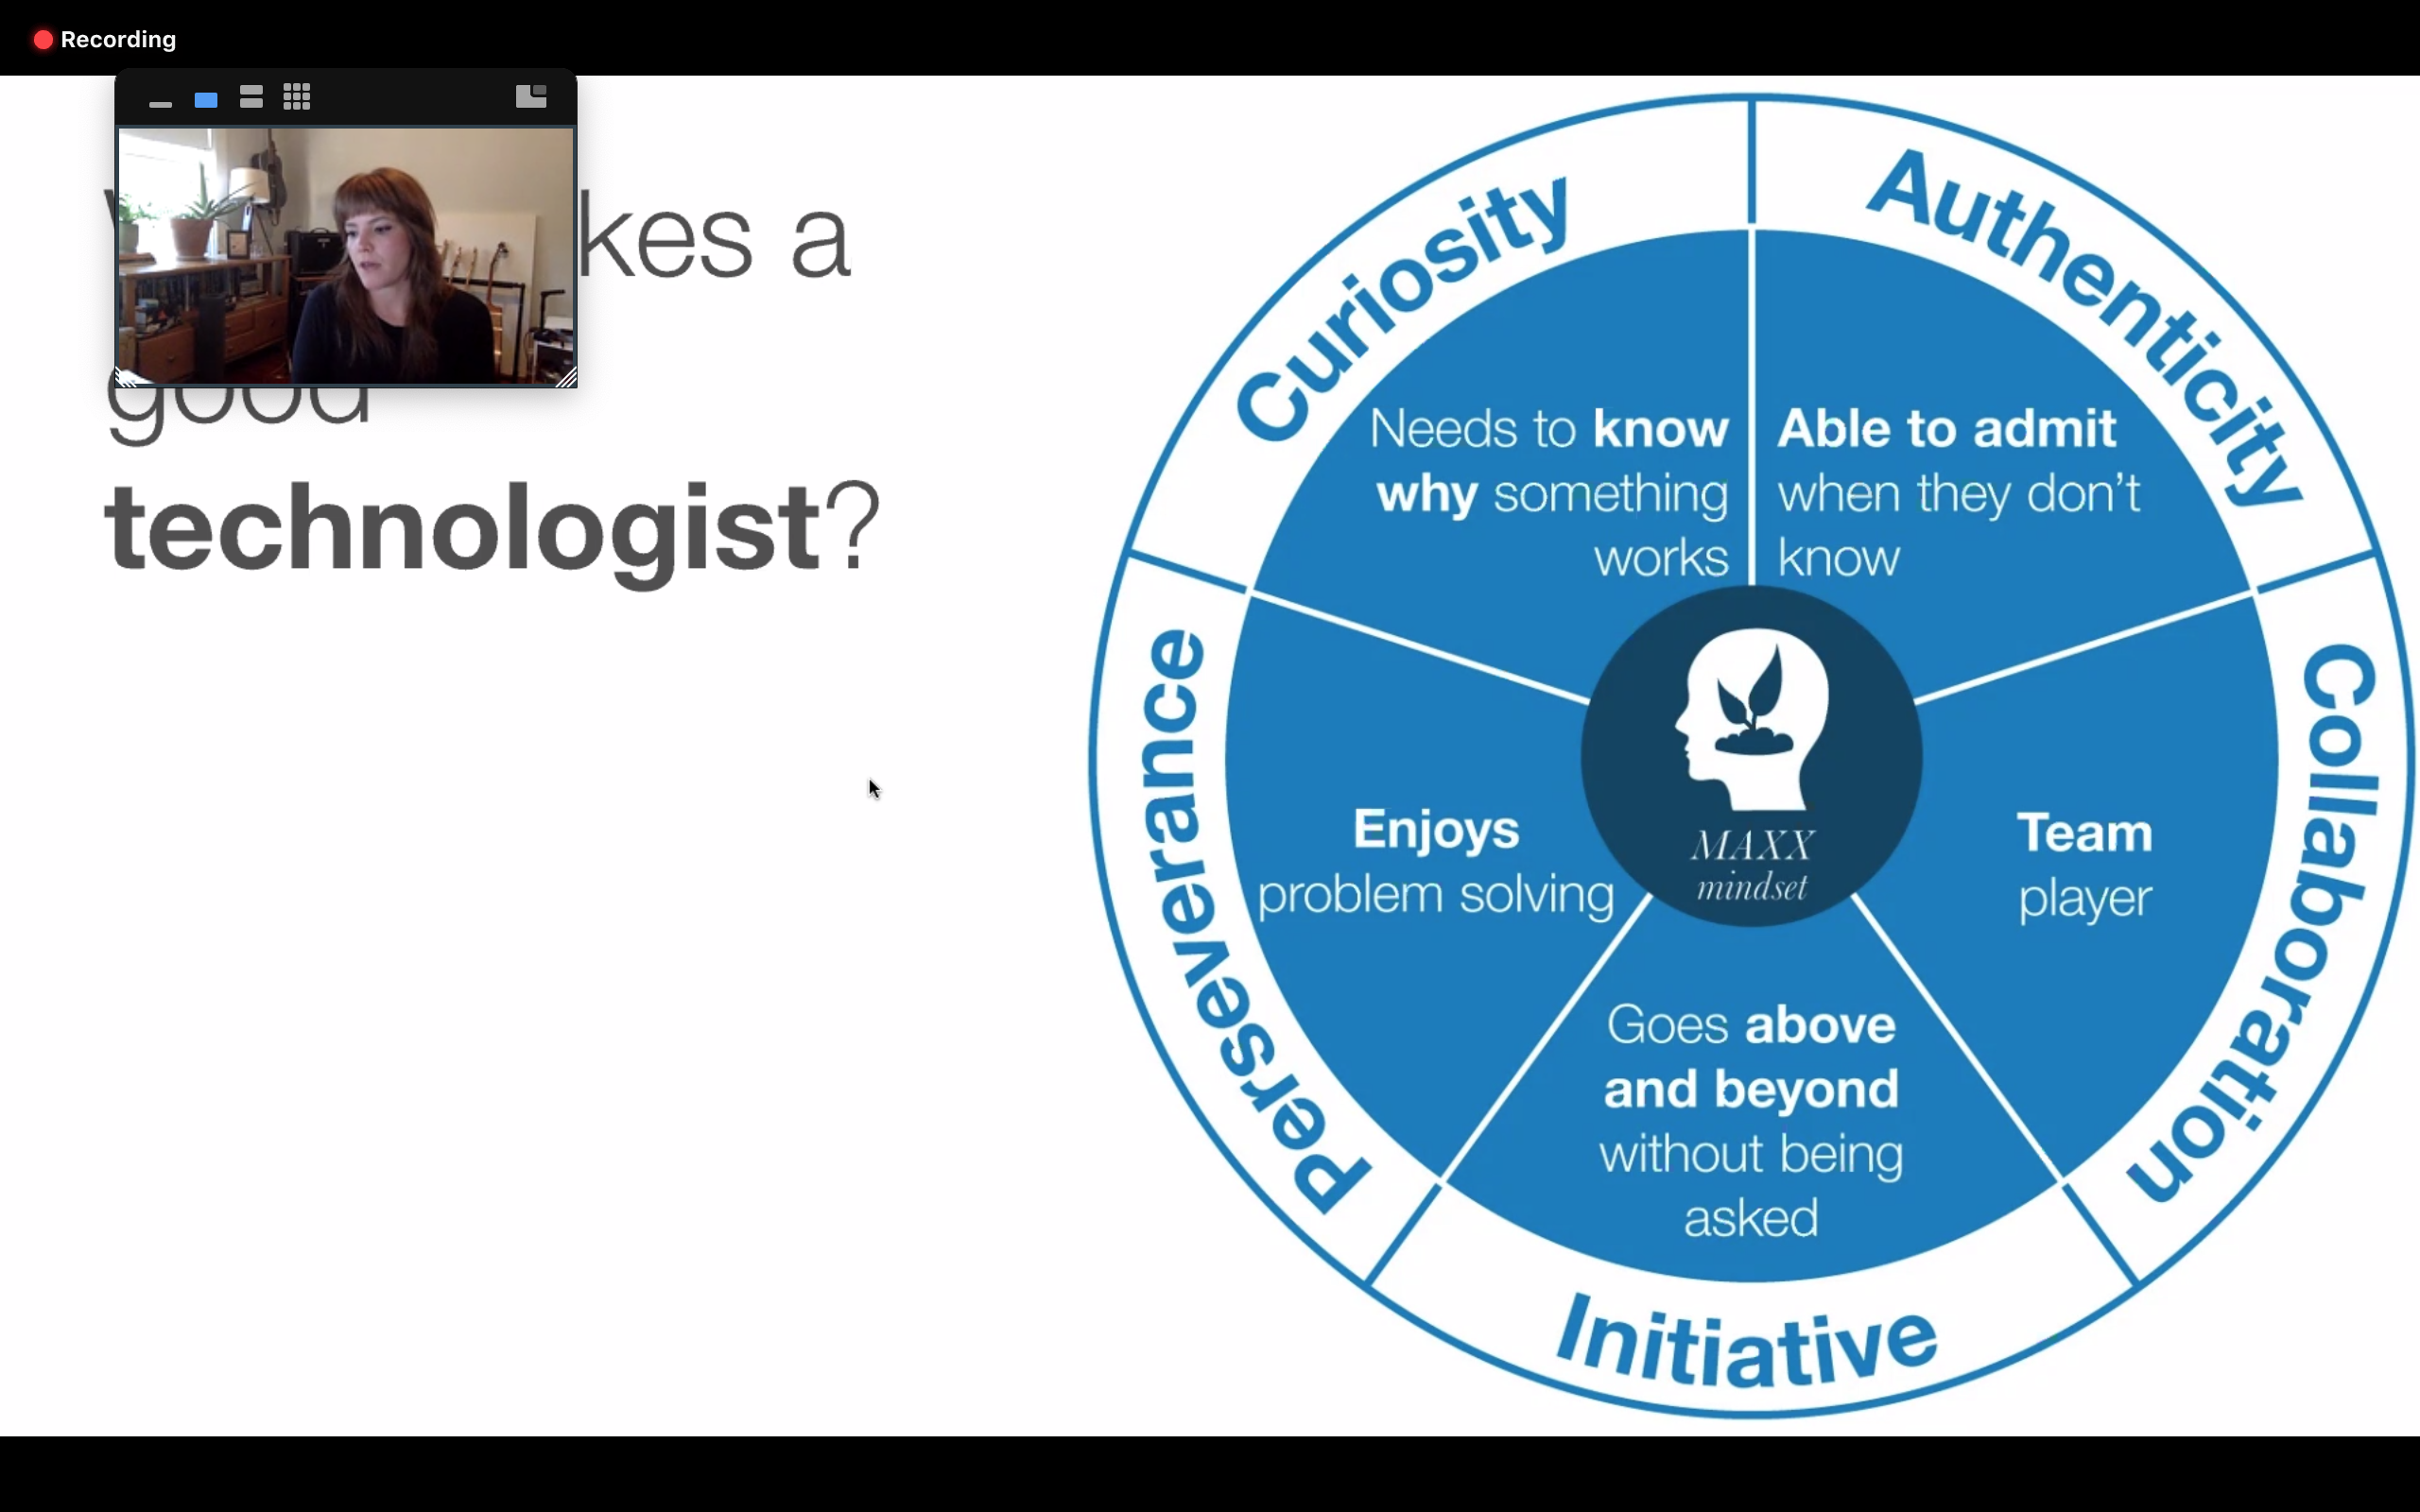 Recording
kes a
good
technologist?
Curiosity
Needs to know
why something
works
Authenticity
Able to admit
when they don't
know
Collaboration
Team
player
Initiative
Goes above
and beyond
without being
asked
Perseverance
Enjoys
problem solving
MAXX
mindset